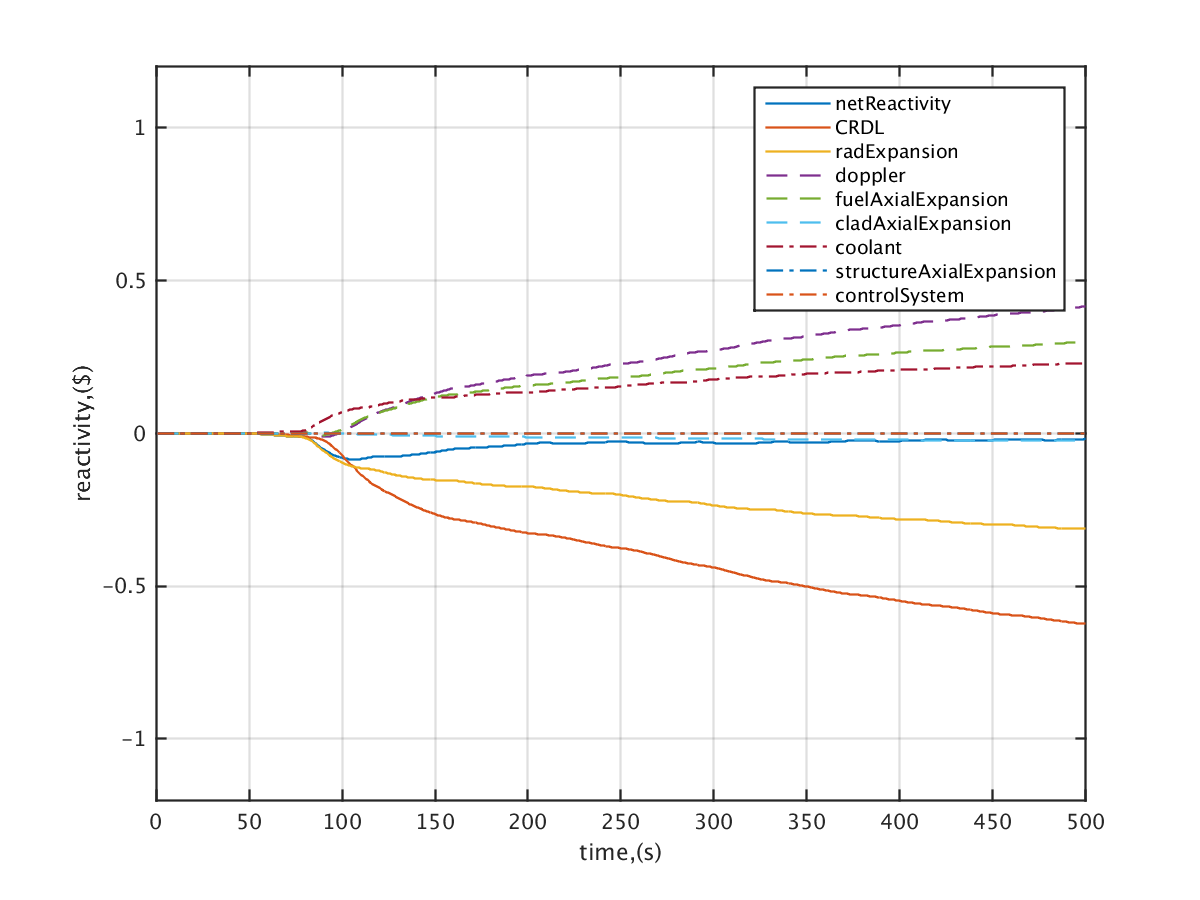 netReactivity
CRDL
radExpansion
doppler
fuelAxialExpansion
cladAxialExpansion
coolant
structureAxialExpansion
controlSystem
1
0.5
0
−0.5
−1
reactivity,($)
0 50 100 150 200 250 300 350 400 450 500
time,(s)